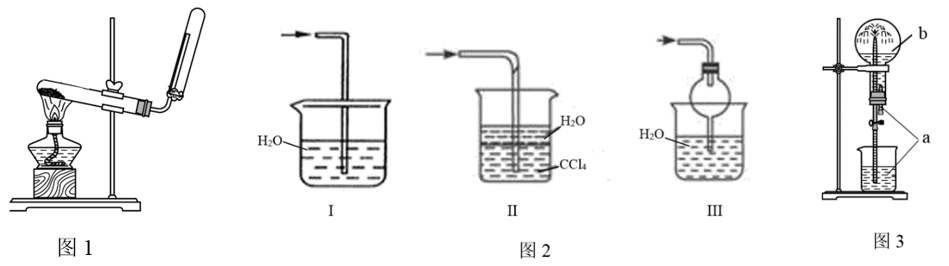 H₂O
I
H₂O
CCl₄
II
H₂O
III
b
a
图1
图2
图3